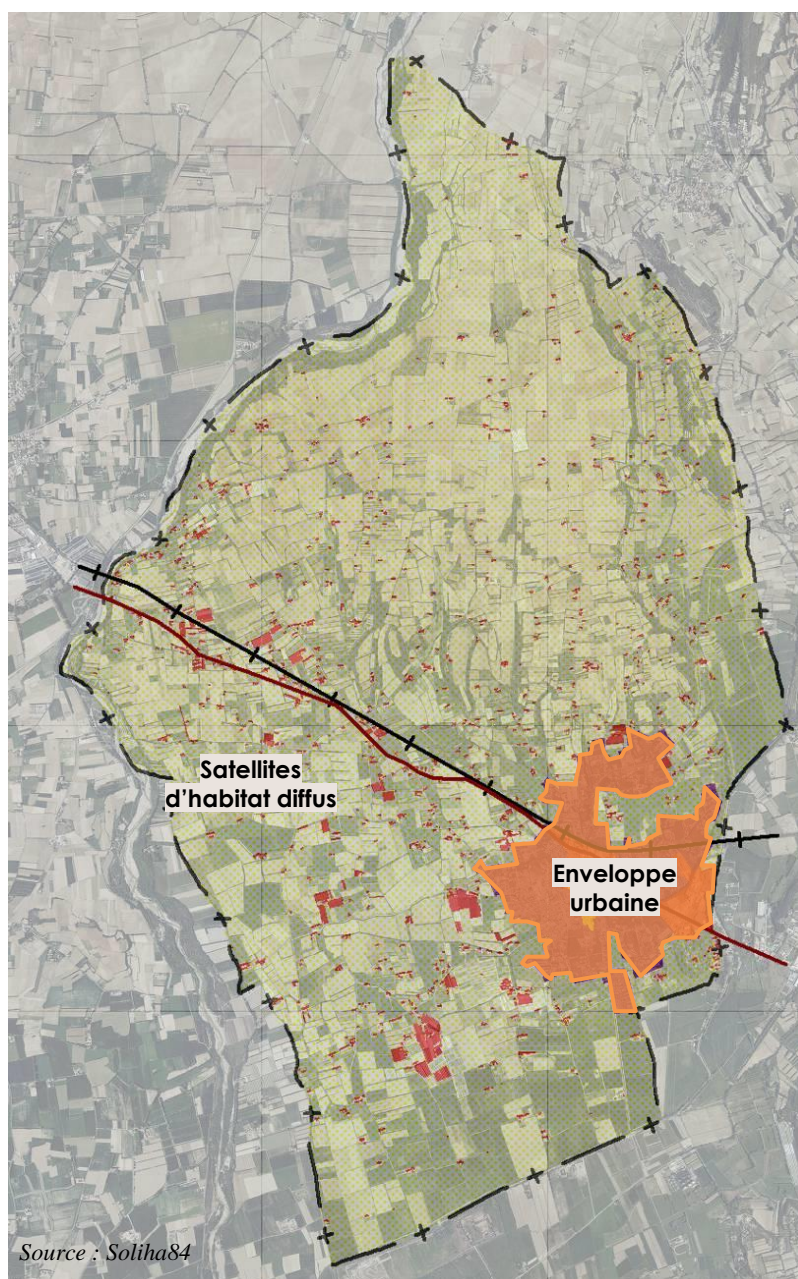 Satellites
d'habitat diffus
Enveloppe
urbaine
Source : Soliha84